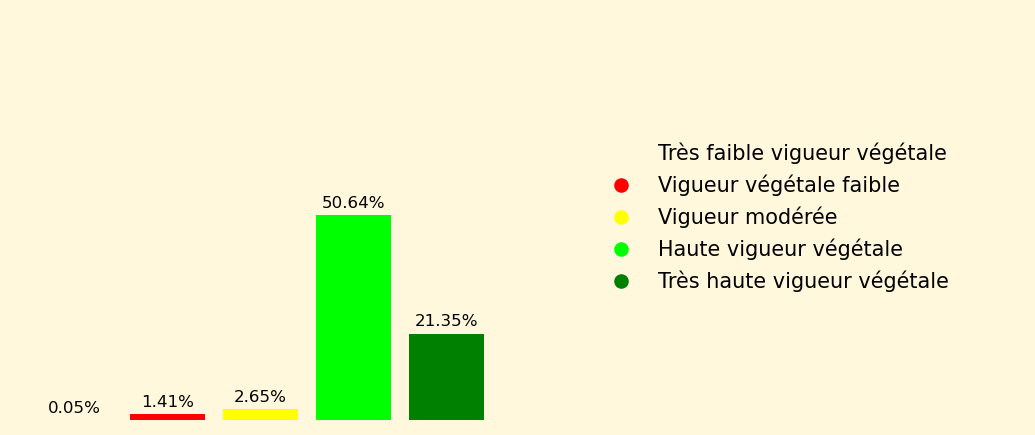 0.05%
1.41%
2.65%
50.64%
21.35%
Très faible vigueur végétale
Vigueur végétale faible
Vigueur modérée
Haute vigueur végétale
Très haute vigueur végétale